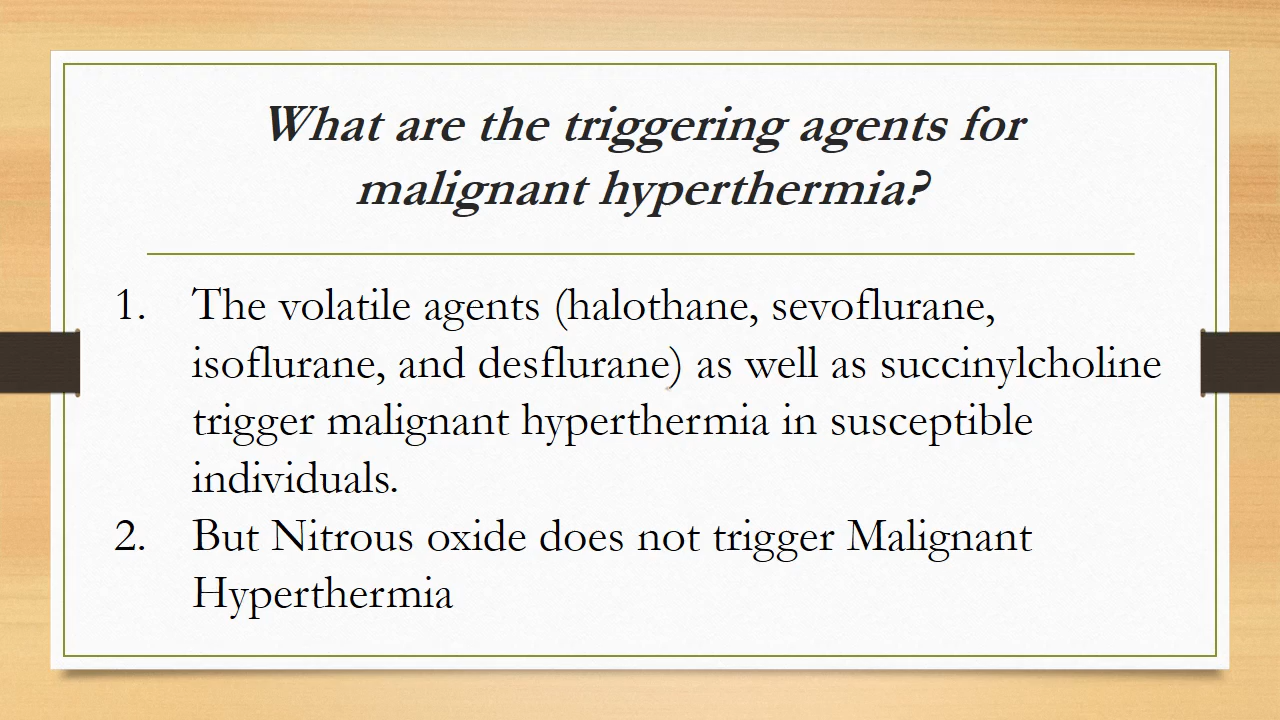 What are the triggering agents for
malignant hyperthermia?
1. The volatile agents (halothane, sevoflurane,
isoflurane, and desflurane) as well as succinylcholine
trigger malignant hyperthermia in susceptible
individuals.
2. But Nitrous oxide does not trigger Malignant
Hyperthermia